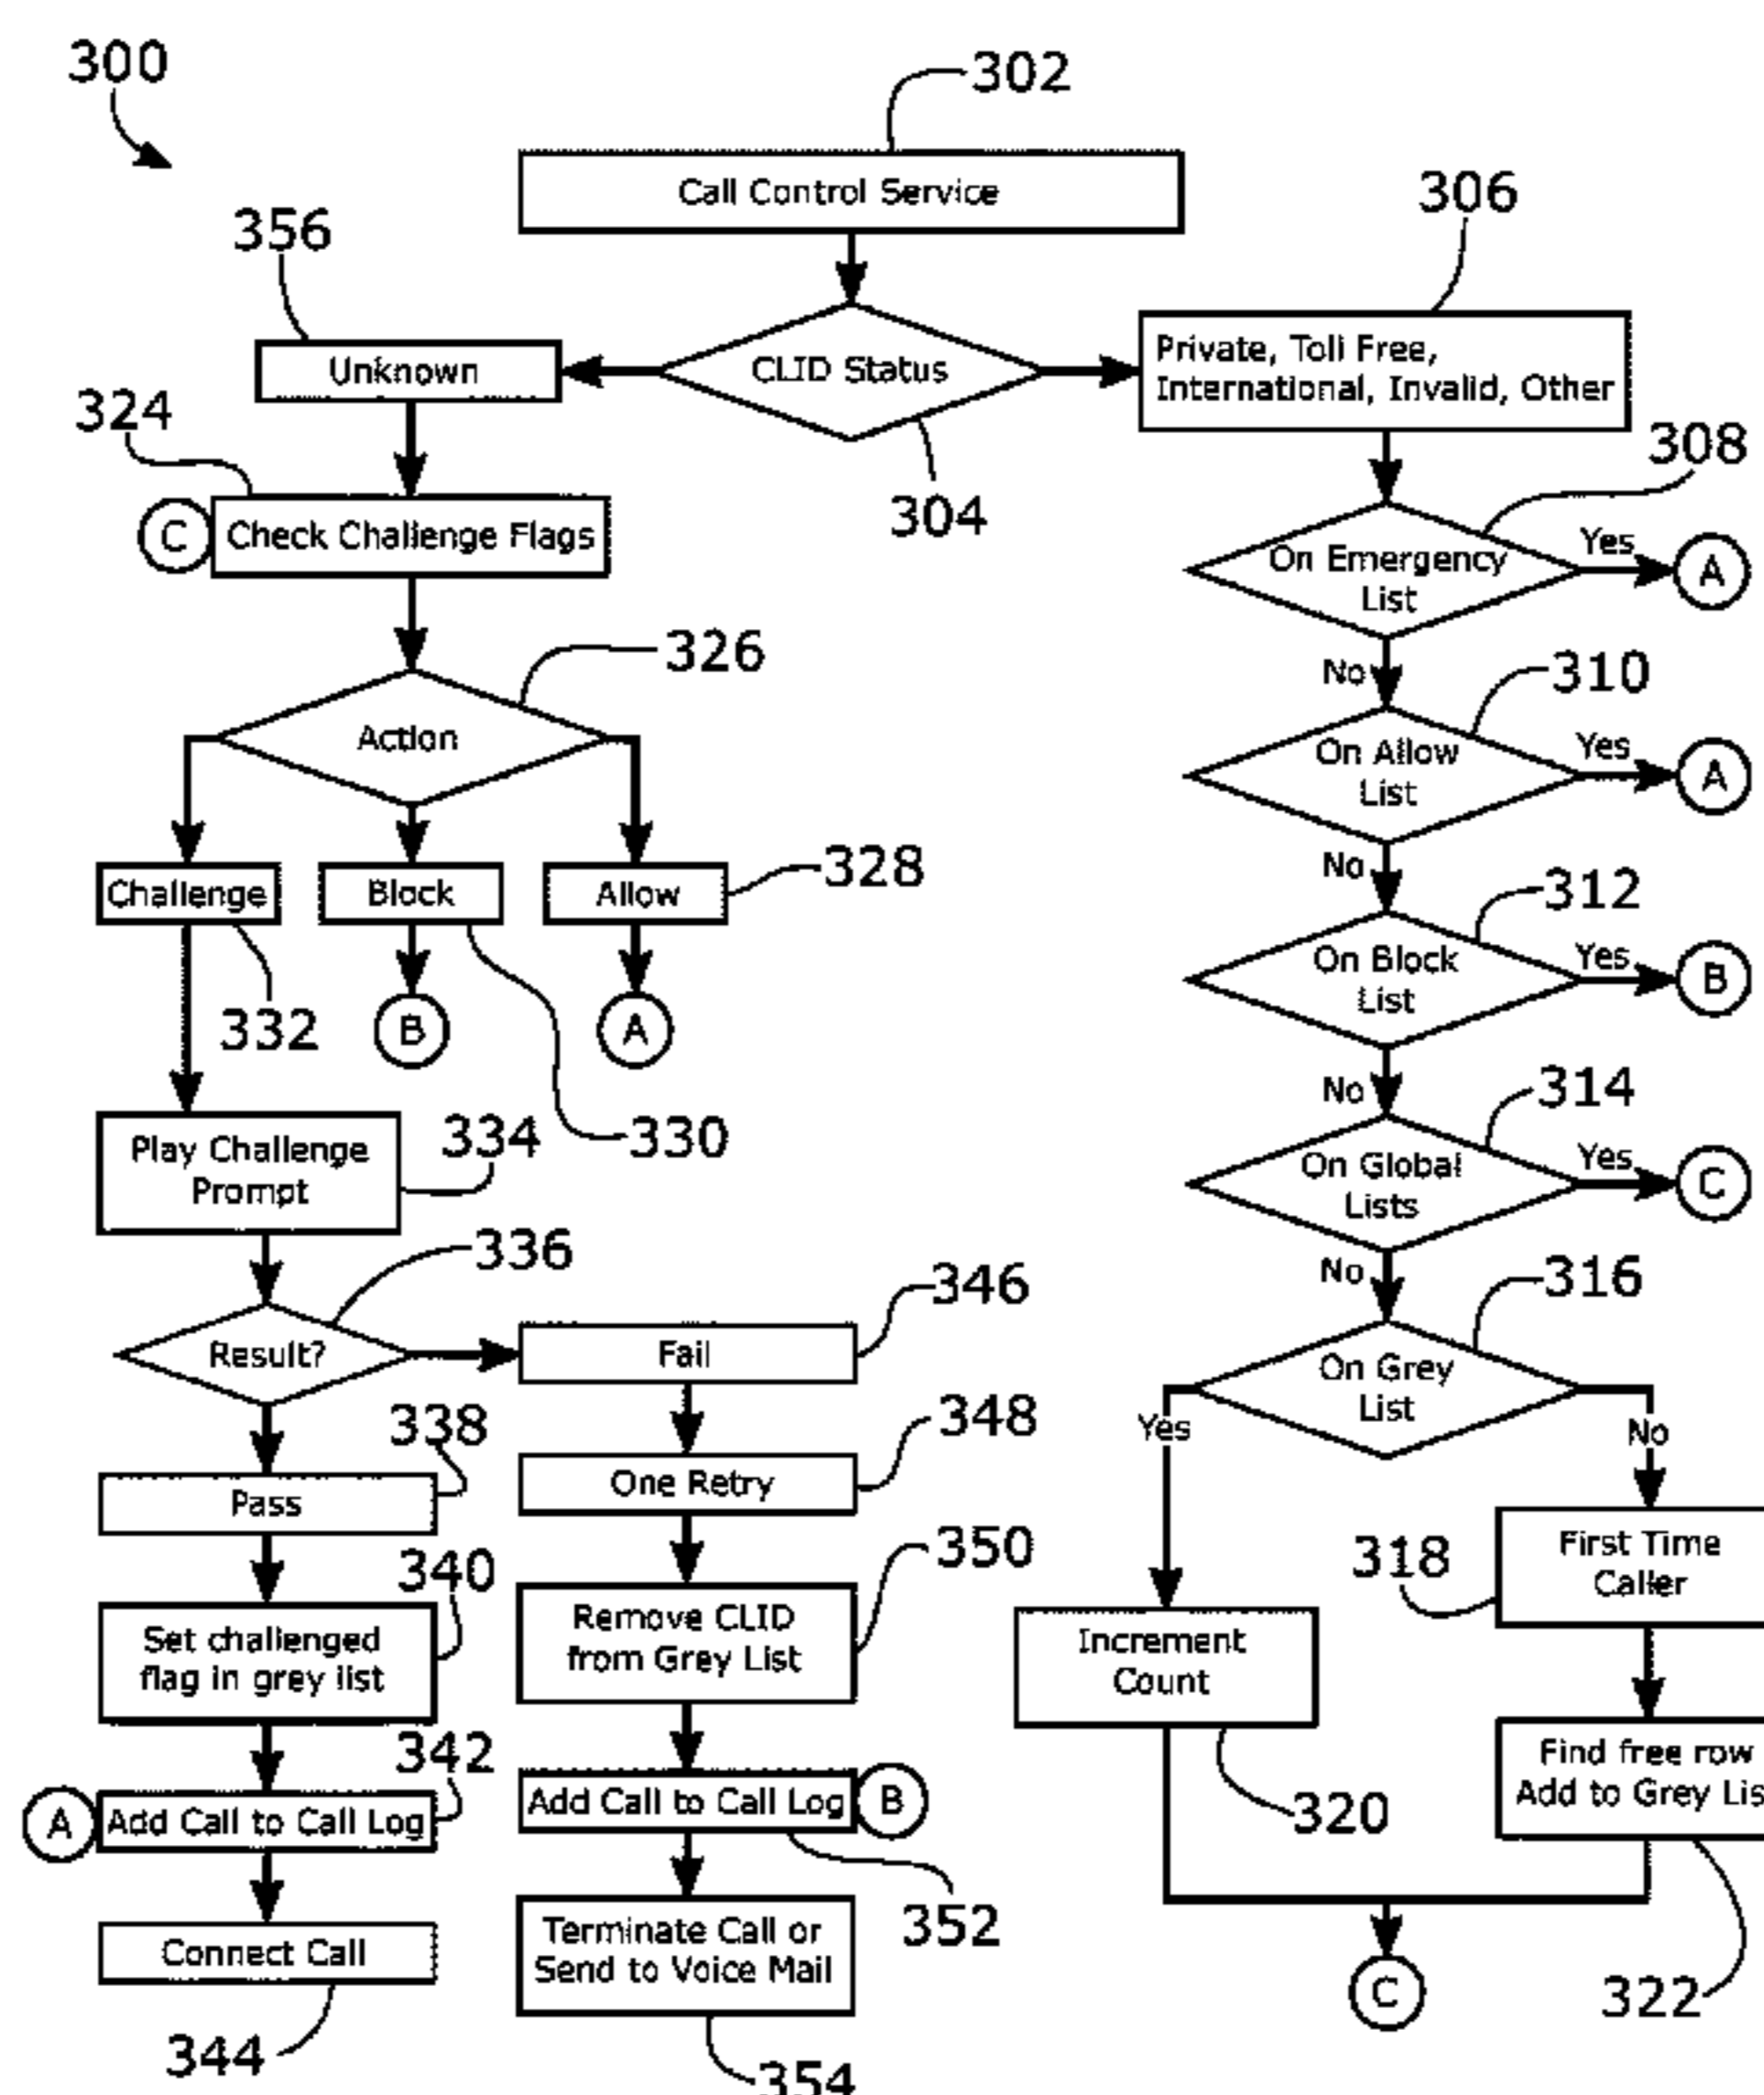 300
302
Call Control Service
306
356
Unknown
CLID Status
Private, Toll Free,
International, Invalid, Other
324
304
308
C
Check Challenge Flags
On Emergency
List
Yes
A
No
326
310
Action
On Allow
List
Yes
A
No
Challenge
Block
Allow
328
312
332
B
A
On Block
List
Yes
B
No
330
314
Play Challenge
Prompt
334
On Global
Lists
Yes
C
No
336
346
316
Result?
Fail
On Grey
List
Yes
No
338
348
Pass
One Retry
318
First Time
Caller
340
350
Set challenged
flag in grey list
Remove CLID
from Grey List
Increment
Count
342
320
Find free row
Add to Grey
322
A
Add Call to Call Log
Add Call to Call Log
B
352
Connect Call
Terminate Call or
Send to Voice Mail
C
344
354